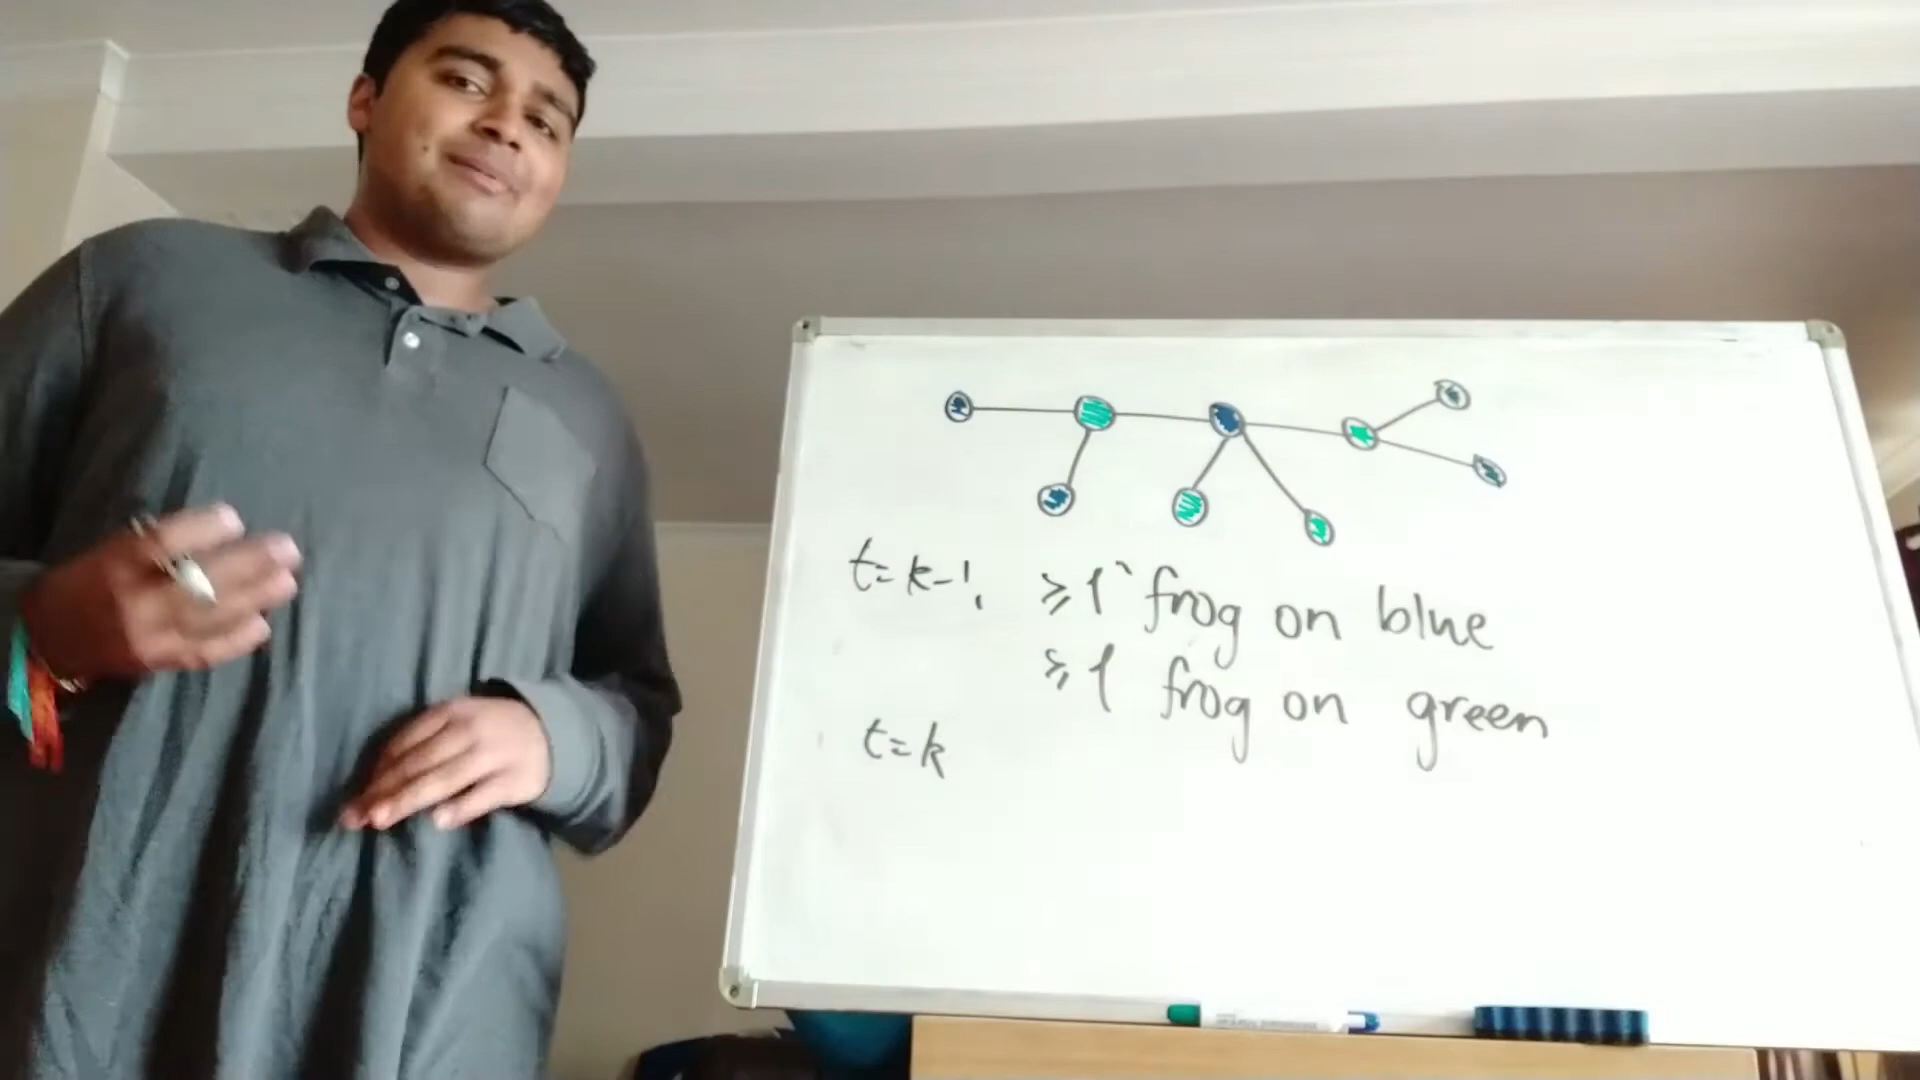 t=k-1, ≥1 frog on blue
≥1 frog on green
t=k